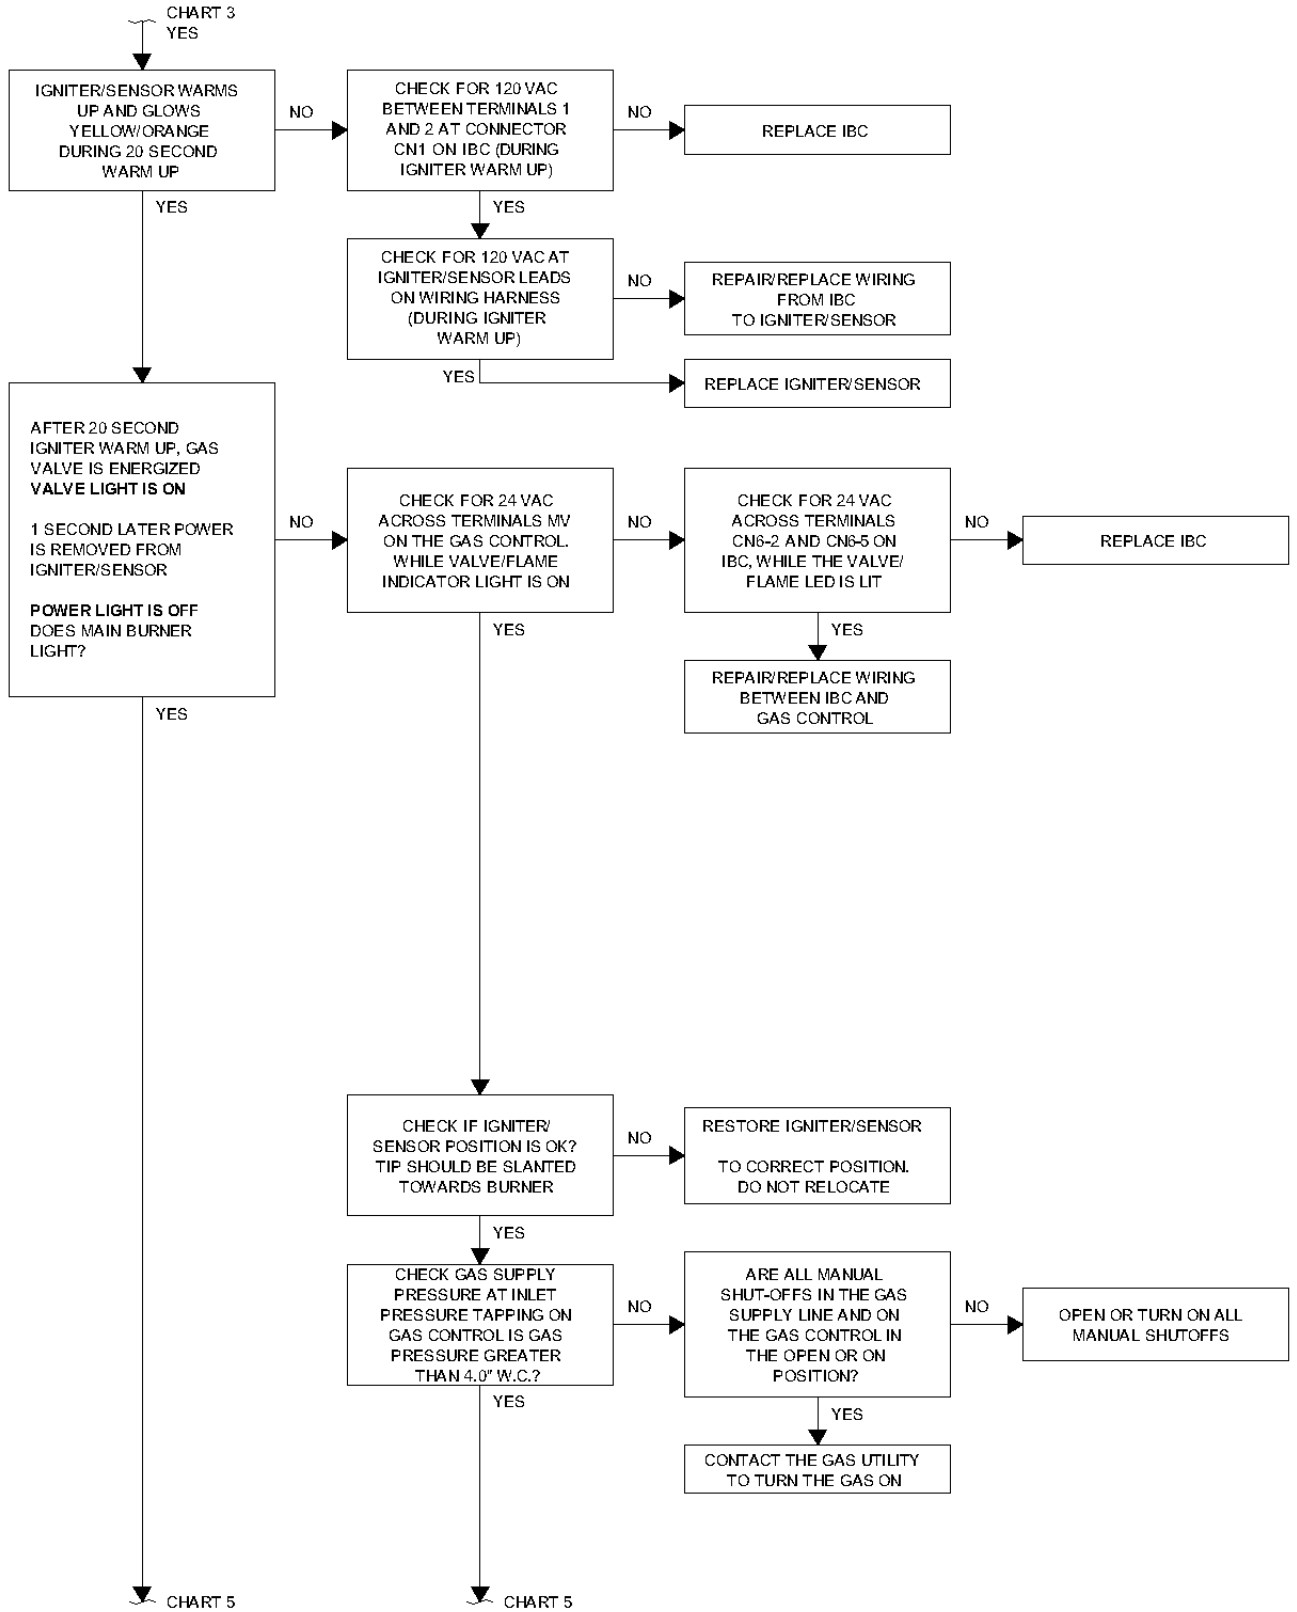 CHART 3
YES
IGNITER/SENSOR WARMS
UP AND GLOWS
YELLOW/ORANGE
DURING 20 SECOND
WARM UP
NO
CHECK FOR 120 VAC
BETWEEN TERMINALS 1
AND 2 AT CONNECTOR
CN1 ON IBC (DURING
IGNITER WARM UP)
NO
REPLACE IBC
YES
YES
CHECK FOR 120 VAC AT
IGNITER/SENSOR LEADS
ON WIRING HARNESS
(DURING IGNITER
WARM UP)
NO
REPAIR/REPLACE WIRING
FROM IBC
TO IGNITER/SENSOR
YES
REPLACE IGNITER/SENSOR
AFTER 20 SECOND
IGNITER WARM UP, GAS
VALVE IS ENERGIZED
VALVE LIGHT IS ON
1 SECOND LATER POWER
IS REMOVED FROM
IGNITER/SENSOR
POWER LIGHT IS OFF
DOES MAIN BURNER
LIGHT?
NO
CHECK FOR 24 VAC
ACROSS TERMINALS MV
ON THE GAS CONTROL.
WHILE VALVE/FLAME
INDICATOR LIGHT IS ON
NO
CHECK FOR 24 VAC
ACROSS TERMINALS
CN6-2 AND CN6-5 ON
IBC, WHILE THE VALVE/
FLAME LED IS LIT
NO
REPLACE IBC
YES
YES
REPAIR/REPLACE WIRING
BETWEEN IBC AND
GAS CONTROL
YES
CHECK IF IGNITER/
SENSOR POSITION IS OK?
TIP SHOULD BE SLANTED
TOWARDS BURNER
NO
RESTORE IGNITER/SENSOR
TO CORRECT POSITION.
DO NOT RELOCATE
YES
CHECK GAS SUPPLY
PRESSURE AT INLET
PRESSURE TAPPING ON
GAS CONTROL IS GAS
PRESSURE GREATER
THAN 4.0" W.C.?
NO
ARE ALL MANUAL
SHUT-OFFS IN THE GAS
SUPPLY LINE AND ON
THE GAS CONTROL IN
THE OPEN OR ON
POSITION?
NO
OPEN OR TURN ON ALL
MANUAL SHUTOFFS
YES
YES
CONTACT THE GAS UTILITY
TO TURN THE GAS ON
CHART 5
CHART 5